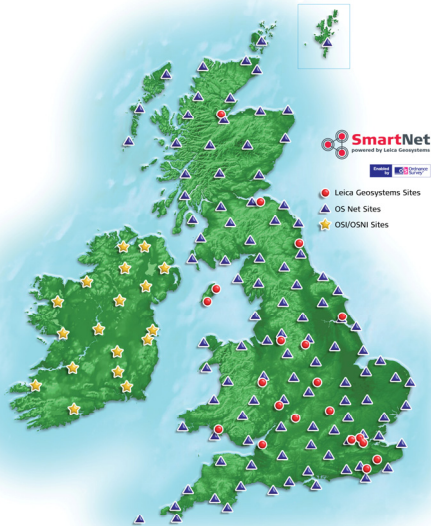 SmartNet
powered by Leica Geosystems
Enabled by
Ordnance Survey
Leica Geosystems Sites
OS Net Sites
OSI/OSNI Sites